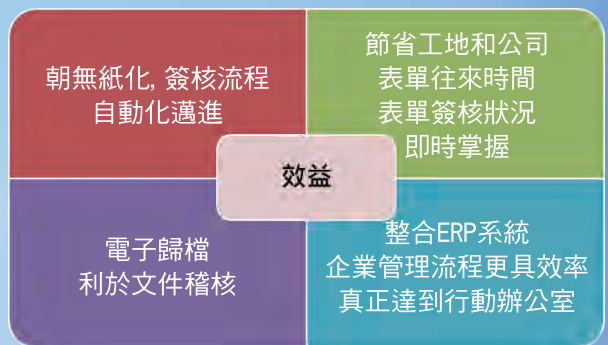 朝無紙化, 簽核流程
自動化邁進
節省工地和公司
表單往來時間
表單簽核狀況
即時掌握
效益
電子歸檔
利於文件稽核
整合ERP系統
企業管理流程更具效率
真正達到行動辦公室